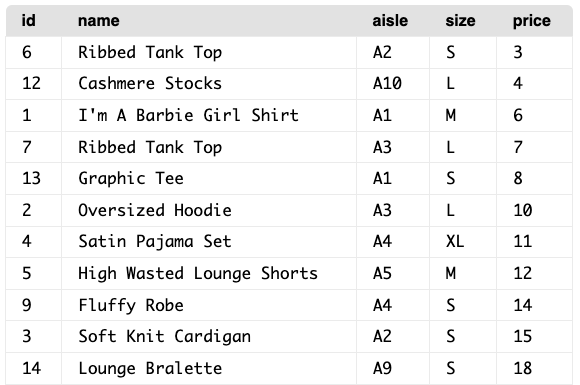 id name aisle size price
6 Ribbed Tank Top A2 S 3
12 Cashmere Stocks A10 L 4
1 I'm A Barbie Girl Shirt A1 M 6
7 Ribbed Tank Top A3 L 7
13 Graphic Tee A1 S 8
2 Oversized Hoodie A3 L 10
4 Satin Pajama Set A4 XL 11
5 High Wasted Lounge Shorts A5 M 12
9 Fluffy Robe A4 S 14
3 Soft Knit Cardigan A2 S 15
14 Lounge Bralette A9 S 18